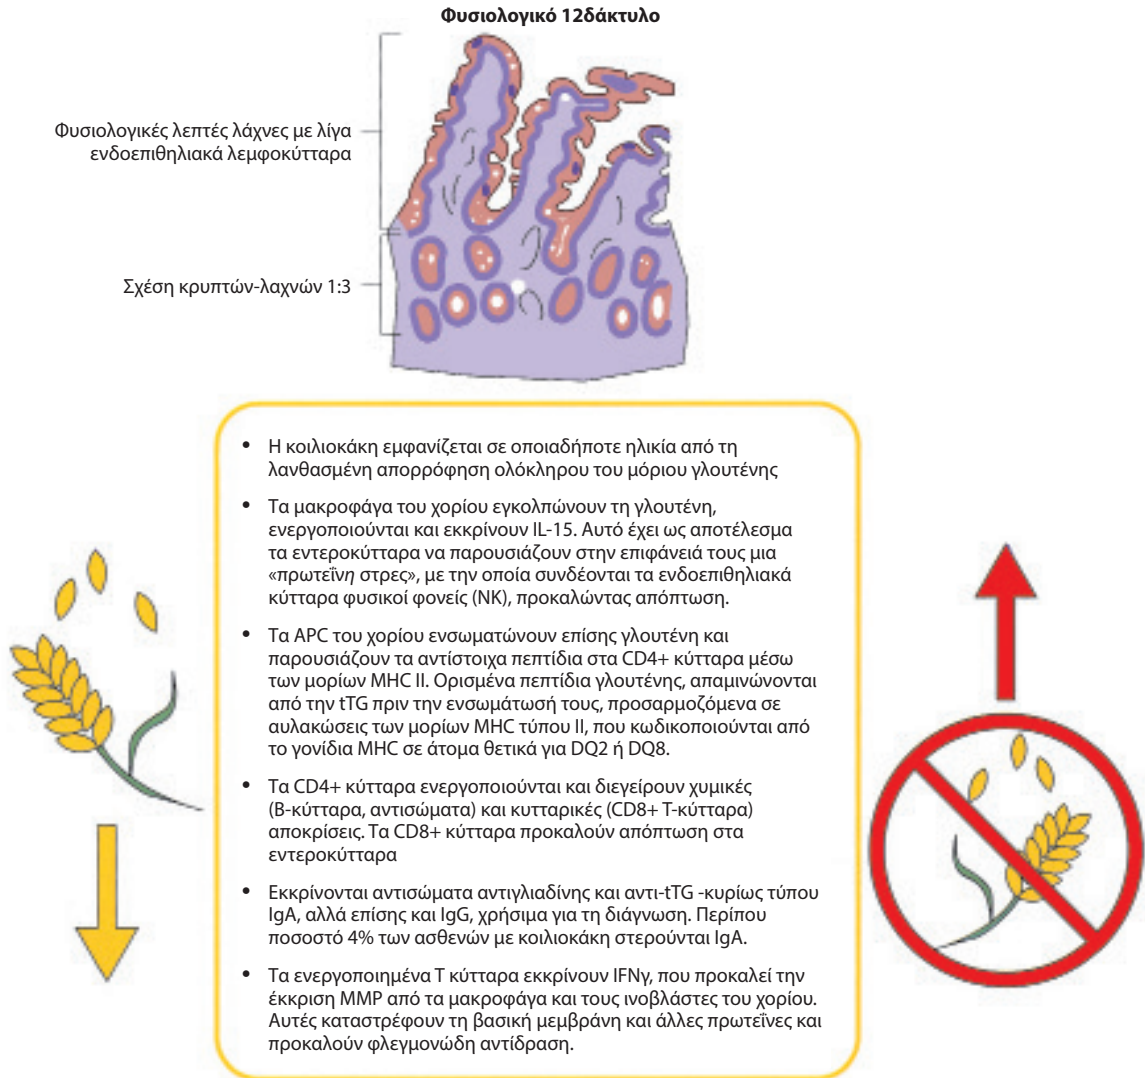 Φυσιολογικό 12δάκτυλο
Φυσιολογικές λεπτές λάχνες με λίγα
ενδοεπιθηλιακά λεμφοκύτταρα
Σχέση κρυπτών-λαχνών 1:3
• Η κοιλιοκάκη εμφανίζεται σε οποιαδήποτε ηλικία από τη
λανθασμένη απορρόφηση ολόκληρου του μόριου γλουτένης
• Τα μακροφάγα του χορίου εγκολπώνουν τη γλουτένη,
ενεργοποιούνται και εκκρίνουν IL-15. Αυτό έχει ως αποτέλεσμα
τα εντεροκύτταρα να παρουσιάζουν στην επιφάνειά τους μια
«πρωτεΐνη στρες», με την οποία συνδέονται τα ενδοεπιθηλιακά
κύτταρα φυσικοί φονείς (NK), προκαλώντας απόπτωση.
• Τα APC του χορίου ενσωματώνουν επίσης γλουτένη και
παρουσιάζουν τα αντίστοιχα πεπτίδια στα CD4+ κύτταρα μέσω
των μορίων MHC II. Ορισμένα πεπτίδια γλουτένης, απαμινώνονται
από την tTG πριν την ενσωμάτωσή τους, προσαρμοζόμενα σε
αυλακώσεις των μορίων MHC τύπου II, που κωδικοποιούνται από
το γονίδια MHC σε άτομα θετικά για DQ2 ή DQ8.
• Τα CD4+ κύτταρα ενεργοποιούνται και διεγείρουν χυμικές
(B-κύτταρα, αντισώματα) και κυτταρικές (CD8+ T-κύτταρα)
αποκρίσεις. Τα CD8+ κύτταρα προκαλούν απόπτωση στα
εντεροκύτταρα
• Εκκρίνονται αντισώματα αντιγλιαδίνης και αντι-tTG -κυρίως τύπου
IgA, αλλά επίσης και IgG, χρήσιμα για τη διάγνωση. Περίπου
ποσοστό 4% των ασθενών με κοιλιοκάκη στερούνται IgA.
• Τα ενεργοποιημένα T κύτταρα εκκρίνουν IFNγ, που προκαλεί την
έκκριση MMP από τα μακροφάγα και τους ινοβλάστες του χορίου.
Αυτές καταστρέφουν τη βασική μεμβράνη και άλλες πρωτεΐνες και
προκαλούν φλεγμονώδη αντίδραση.